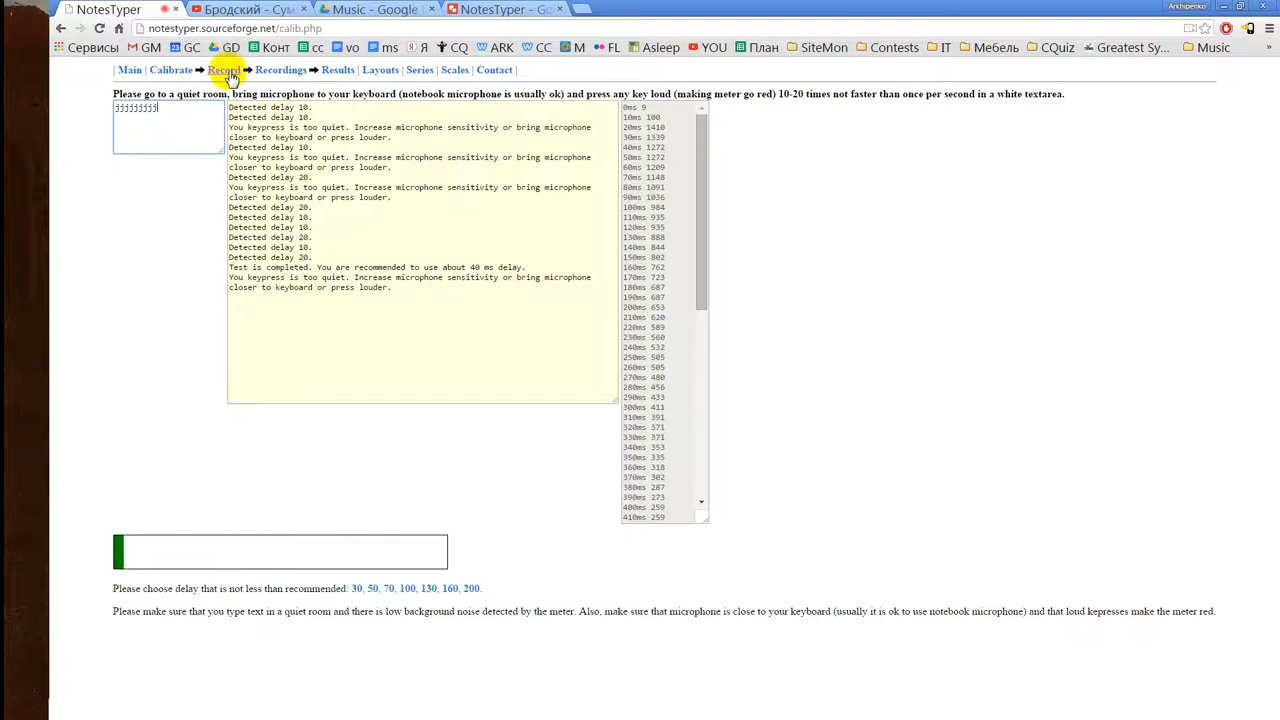 NotesTyper
Бродский - Сум
Music - Google
NotesTyper - Go
Arkhipenko
notestyper.sourceforge.net/calib.php
Сервисы GM GC GD Конт cc vo ms Я CQ ARK CC M FL Asleep YOU План SiteMon Contests IT Мебель CQuiz Greatest Sy... Music
| Main | Calibrate Record Recordings Results | Layouts | Series | Scales | Contact |
Please go to a quiet room, bring microphone to your keyboard (notebook microphone is usually ok) and press any key loud (making meter go red) 10-20 times not faster than once per second in a white textarea.
jjjjjjjjj
Detected delay 10.
Detected delay 10.
You keypress is too quiet. Increase microphone sensitivity or bring microphone
closer to keyboard or press louder.
Detected delay 10.
You keypress is too quiet. Increase microphone sensitivity or bring microphone
closer to keyboard or press louder.
Detected delay 20.
You keypress is too quiet. Increase microphone sensitivity or bring microphone
closer to keyboard or press louder.
Detected delay 20.
Detected delay 10.
Detected delay 10.
Detected delay 20.
Detected delay 10.
Detected delay 20.
Test is completed. You are recommended to use about 40 ms delay.
You keypress is too quiet. Increase microphone sensitivity or bring microphone
closer to keyboard or press louder.
0ms 9
10ms 100
20ms 1410
30ms 1339
40ms 1272
50ms 1272
60ms 1209
70ms 1148
80ms 1091
90ms 1036
100ms 984
110ms 935
120ms 935
130ms 888
140ms 844
150ms 802
160ms 762
170ms 723
180ms 687
190ms 687
200ms 653
210ms 620
220ms 589
230ms 560
240ms 532
250ms 505
260ms 505
270ms 480
280ms 456
290ms 433
300ms 411
310ms 391
320ms 371
330ms 371
340ms 353
350ms 335
360ms 318
370ms 302
380ms 287
390ms 273
400ms 259
410ms 259
Please choose delay that is not less than recommended: 30, 50, 70, 100, 130, 160, 200.
Please make sure that you type text in a quiet room and there is low background noise detected by the meter. Also, make sure that microphone is close to your keyboard (usually it is ok to use notebook microphone) and that loud kepresses make the meter red.